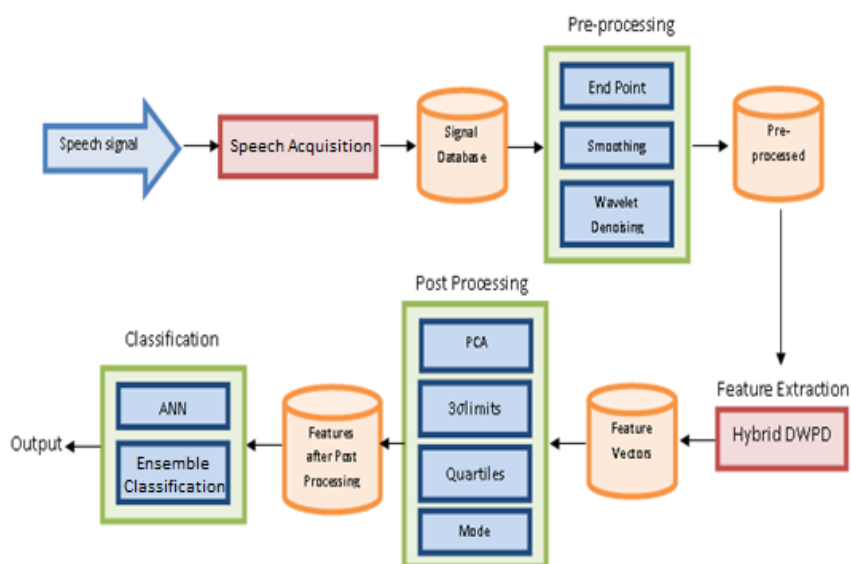 Pre-processing
Speech signal
Speech Acquisition
Signal
Database
End Point
Smoothing
Wavelet
Denoising
Pre-
processed
Feature Extraction
Hybrid DWPD
Feature
Vectors
Post Processing
PCA
3σlimits
Quartiles
Mode
Features
after Post
Processing
Classification
ANN
Ensemble
Classification
Output